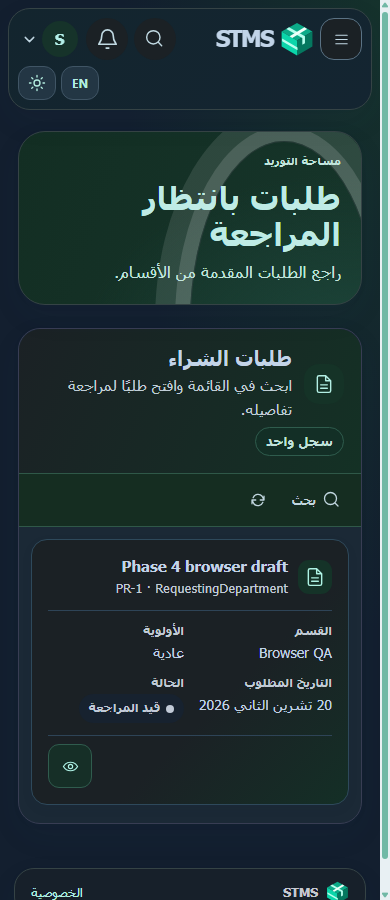 STMS
S
EN
مساحة التوريد
طلبات بانتظار
المراجعة
راجع الطلبات المقدمة من الأقسام.
طلبات الشراء
ابحث في القائمة وافتح طلبًا لمراجعة
تفاصيله.
سجل واحد
بحث
Phase 4 browser draft
PR-1 · RequestingDepartment
القسم
Browser QA
الأولوية
عادية
التاريخ المطلوب
20 تشرين الثاني 2026
الحالة
قيد المراجعة
STMS
الخصوصية